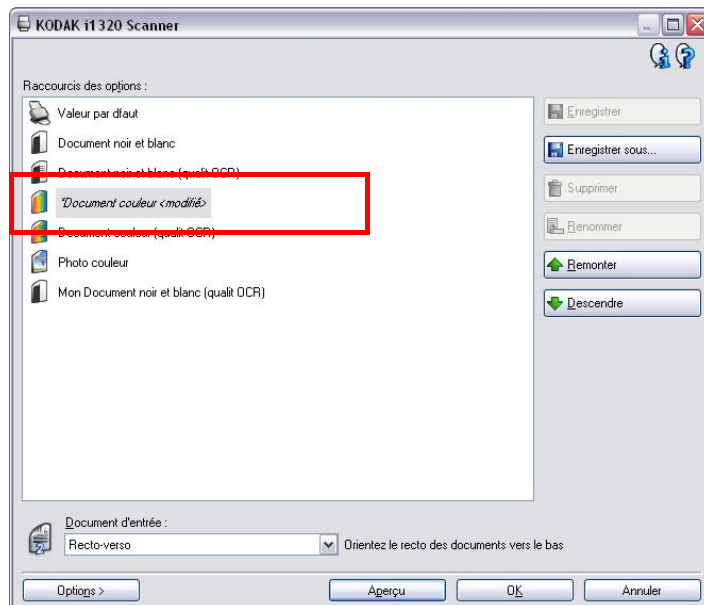 KODAK i1320 Scanner
Raccourcis des options :
Valeur par dfaut
Document noir et blanc
Document noir et blanc (qualit OCR)
*Document couleur <modifié>
Document couleur (qualit OCR)
Photo couleur
Mon Document noir et blanc (qualit OCR)
Enregistrer
Enregistrer sous...
Supprimer
Renommer
Remonter
Descendre
Document d'entrée :
Recto-verso
Orientez le recto des documents vers le bas
Options >
Aperçu
OK
Annuler